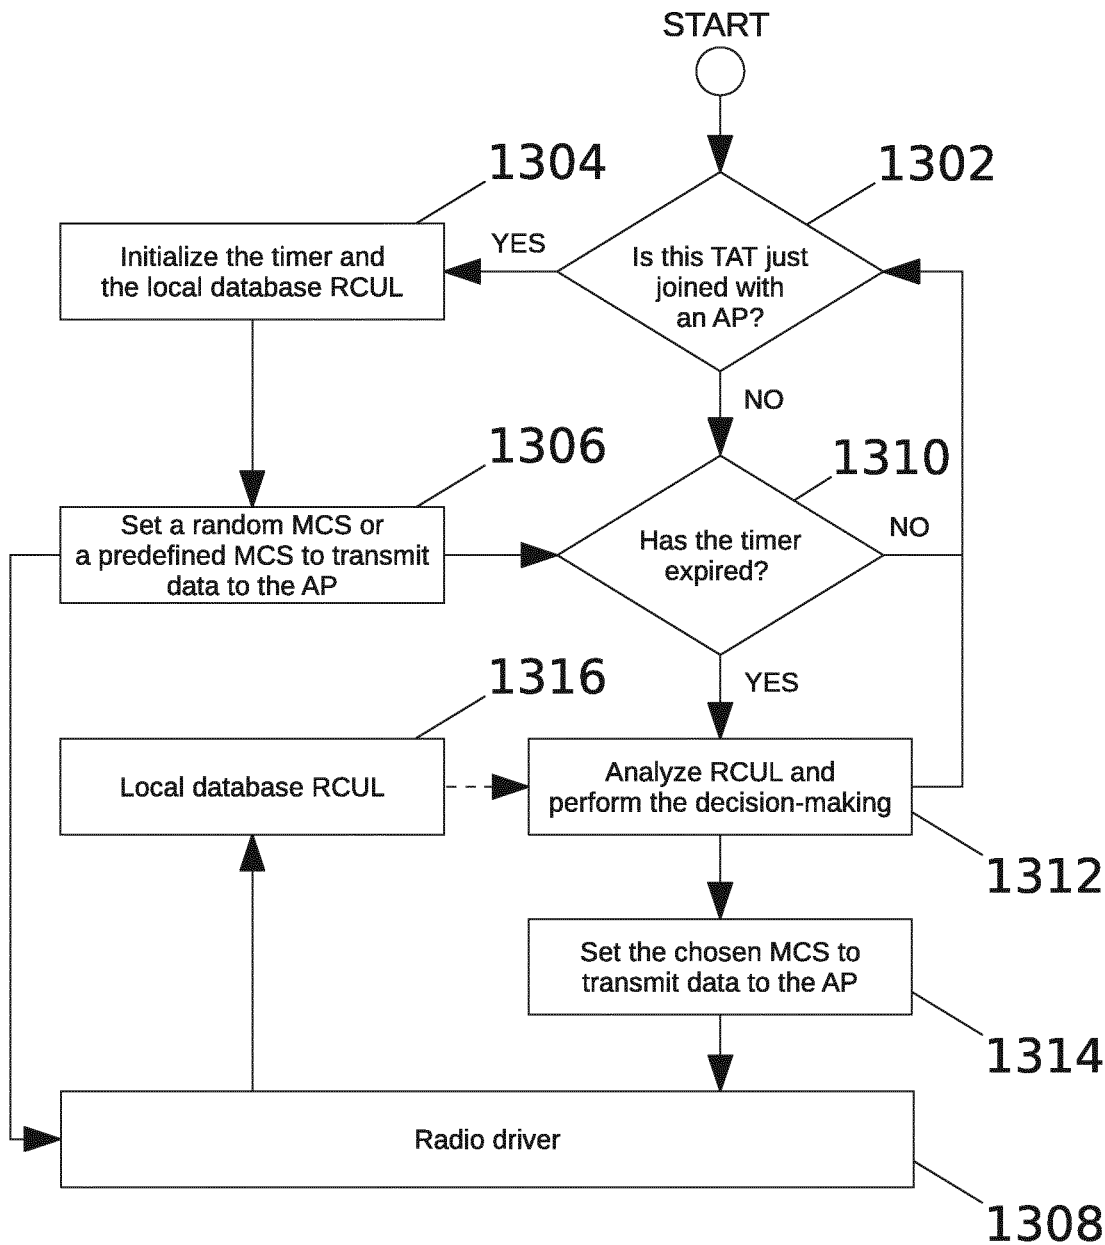 START
1304
1302
Initialize the timer and
the local database RCUL
YES
Is this TAT just
joined with
an AP?
NO
1306
1310
Set a random MCS or
a predefined MCS to transmit
data to the AP
Has the timer
expired?
NO
YES
1316
Local database RCUL
Analyze RCUL and
perform the decision-making
1312
Set the chosen MCS to
transmit data to the AP
1314
Radio driver
1308